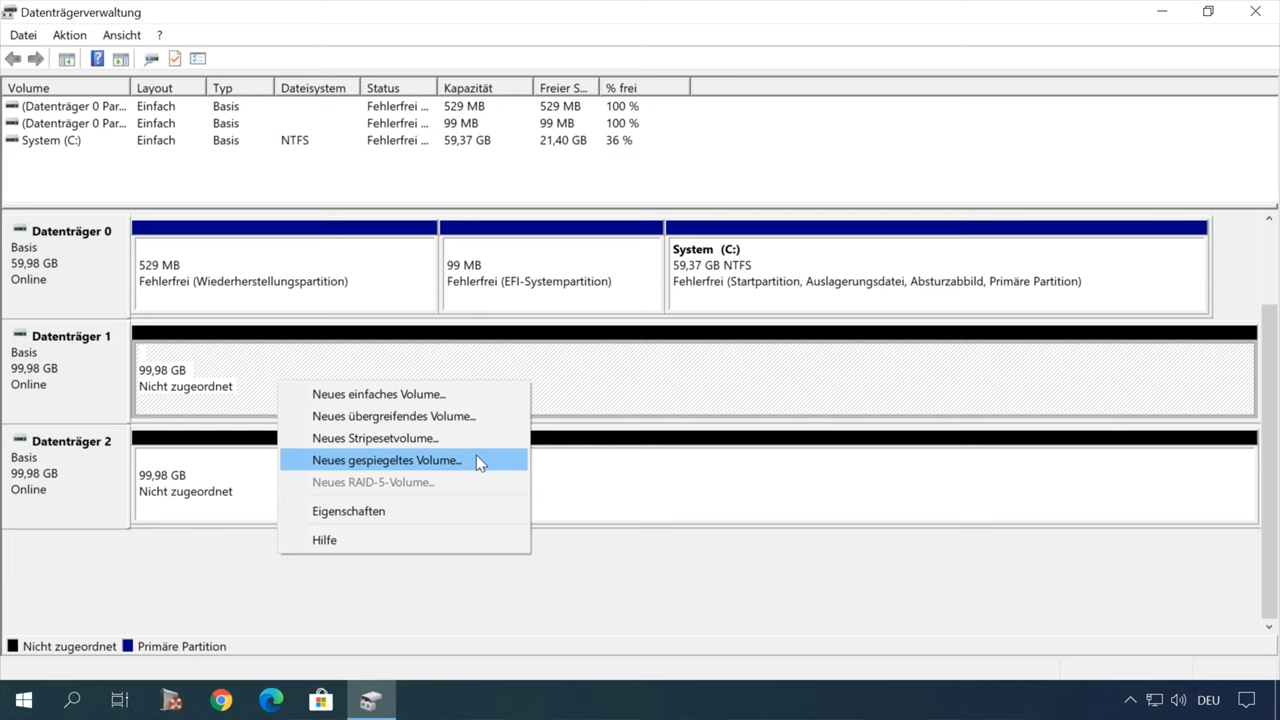 Datenträgerverwaltung
Datei Aktion Ansicht ?
Volume Layout Typ Dateisystem Status Kapazität Freier S... % frei
(Datenträger 0 Par... Einfach Basis Fehlerfrei ... 529 MB 529 MB 100 %
(Datenträger 0 Par... Einfach Basis Fehlerfrei ... 99 MB 99 MB 100 %
System (C:) Einfach Basis NTFS Fehlerfrei ... 59,37 GB 21,40 GB 36 %
Datenträger 0
Basis
59,98 GB
Online
529 MB
Fehlerfrei (Wiederherstellungspartition)
99 MB
Fehlerfrei (EFI-Systempartition)
System (C:)
59,37 GB NTFS
Fehlerfrei (Startpartition, Auslagerungsdatei, Absturzabbild, Primäre Partition)
Datenträger 1
Basis
99,98 GB
Online
99,98 GB
Nicht zugeordnet
Neues einfaches Volume...
Neues übergreifendes Volume...
Neues Stripesetvolume...
Neues gespiegeltes Volume...
Neues RAID-5-Volume...
Eigenschaften
Hilfe
Datenträger 2
Basis
99,98 GB
Online
99,98 GB
Nicht zugeordnet
Nicht zugeordnet Primäre Partition
DEU